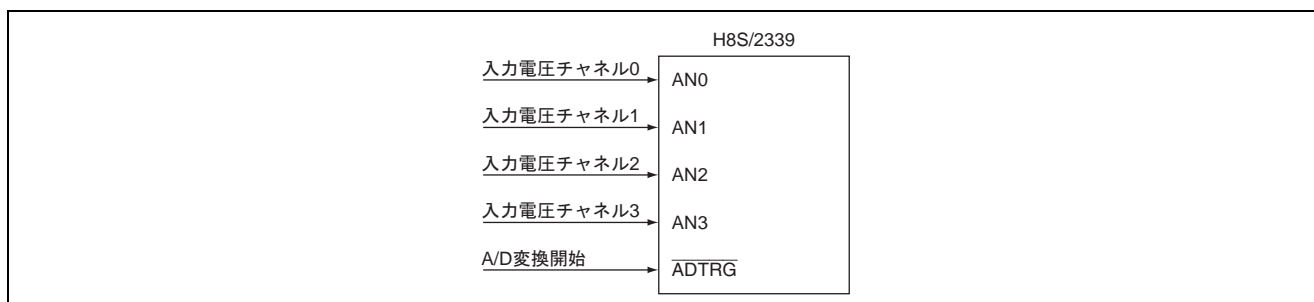 H8S/2339
入力電圧チャネル0
AN0
入力電圧チャネル1
AN1
入力電圧チャネル2
AN2
入力電圧チャネル3
AN3
A/D変換開始
ADTRG